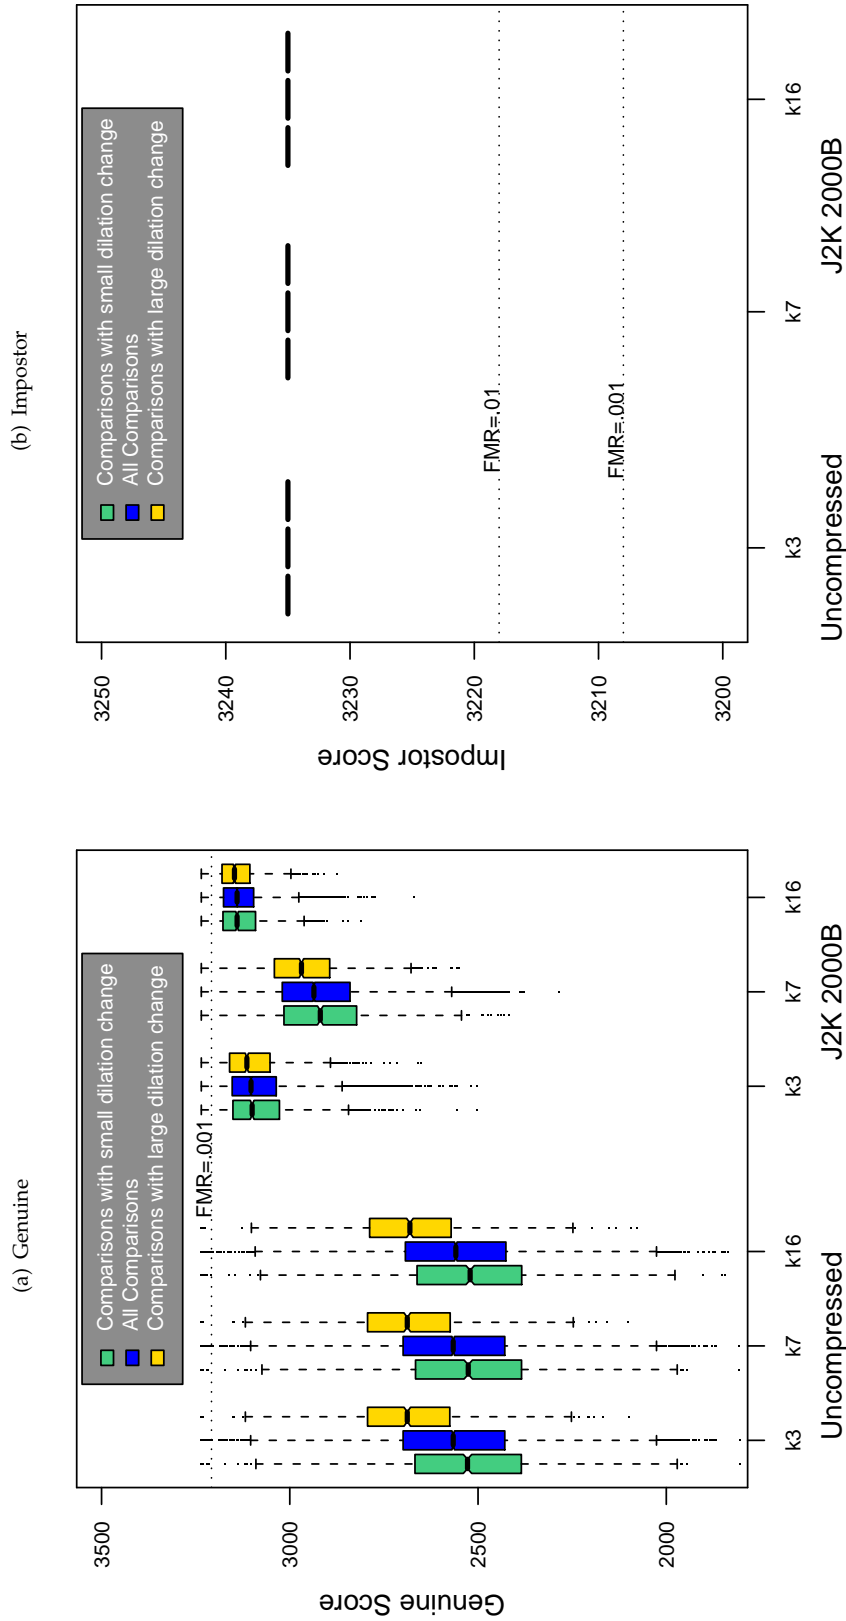 (a) Genuine
Genuine Score
3500
3000
2500
2000
Comparisons with small dilation change
All Comparisons
Comparisons with large dilation change
FMR=.001
k3
k7
k16
k3
k7
k16
Uncompressed
J2K 2000B
(b) Impostor
Impostor Score
3250
3240
3230
3220
3210
3200
Comparisons with small dilation change
All Comparisons
Comparisons with large dilation change
FMR=.01
FMR=.001
k3
k7
k16
Uncompressed
J2K 2000B